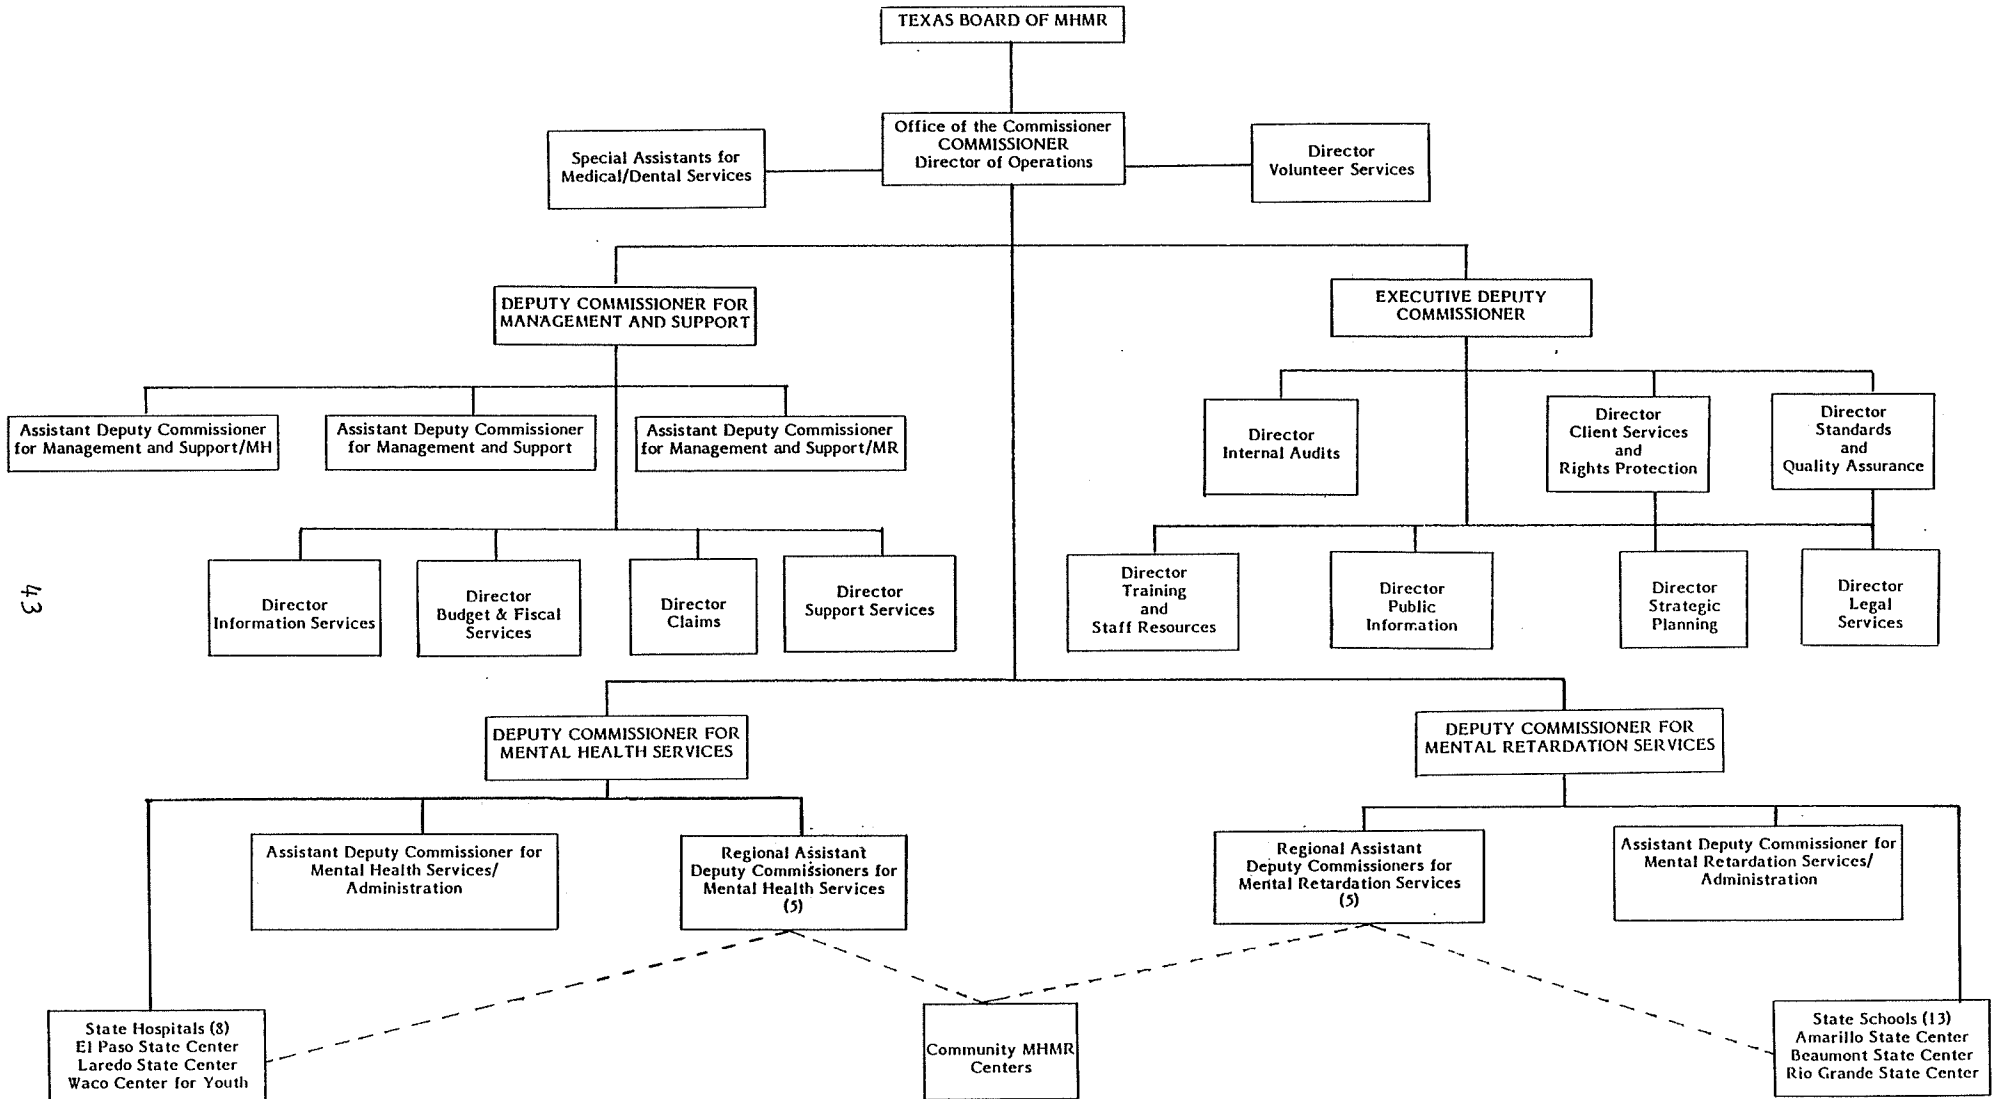 TEXAS BOARD OF MHMR
Office of the Commissioner
COMMISSIONER
Director of Operations
Special Assistants for
Medical/Dental Services
Director
Volunteer Services
DEPUTY COMMISSIONER FOR
MANAGEMENT AND SUPPORT
EXECUTIVE DEPUTY
COMMISSIONER
Assistant Deputy Commissioner
for Management and Support/MH
Assistant Deputy Commissioner
for Management and Support
Assistant Deputy Commissioner
for Management and Support/MR
Director
Internal Audits
Director
Client Services
and
Rights Protection
Director
Standards
and
Quality Assurance
Director
Information Services
Director
Budget & Fiscal
Services
Director
Claims
Director
Support Services
Director
Training
and
Staff Resources
Director
Public
Information
Director
Strategic
Planning
Director
Legal
Services
43
DEPUTY COMMISSIONER FOR
MENTAL HEALTH SERVICES
DEPUTY COMMISSIONER FOR
MENTAL RETARDATION SERVICES
Assistant Deputy Commissioner for
Mental Health Services/
Administration
Regional Assistant
Deputy Commissioners for
Mental Health Services
(5)
Regional Assistant
Deputy Commissioners for
Mental Retardation Services
(5)
Assistant Deputy Commissioner for
Mental Retardation Services/
Administration
State Hospitals (8)
El Paso State Center
Laredo State Center
Waco Center for Youth
Community MHMR
Centers
State Schools (13)
Amarillo State Center
Beaumont State Center
Rio Grande State Center